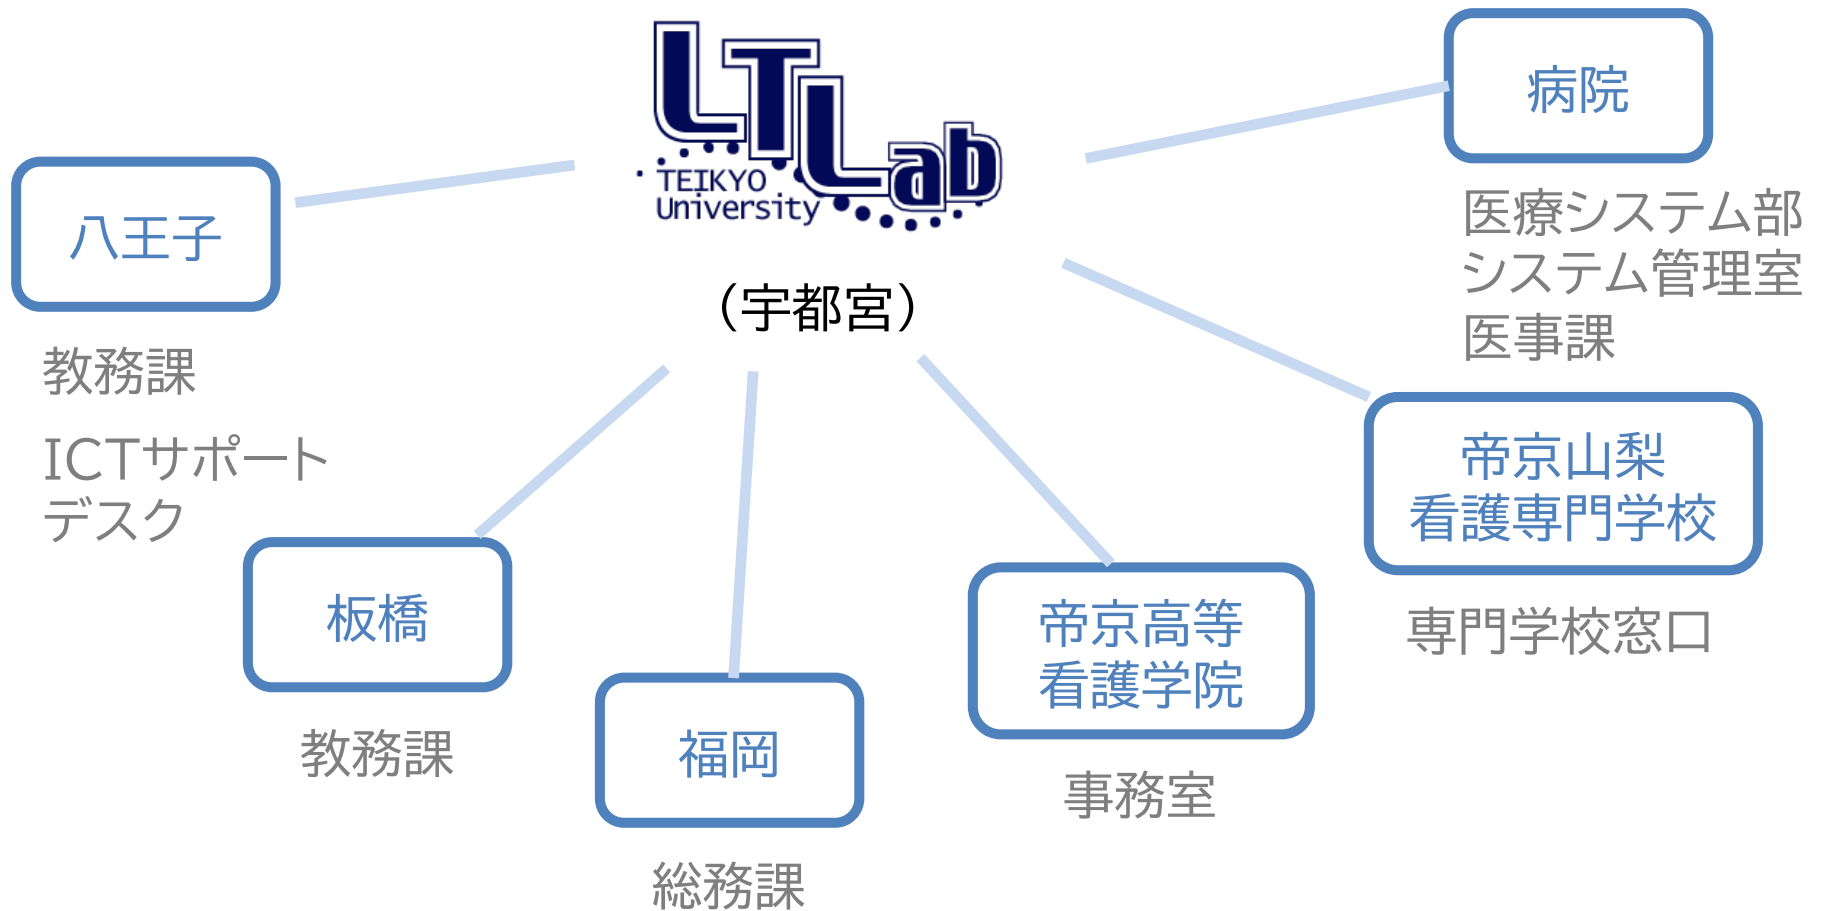 LTLab
TEIKYO
University
（宇都宮）
八王子
教務課
ICTサポート
デスク
板橋
教務課
福岡
総務課
帝京高等
看護学院
事務室
帝京山梨
看護専門学校
専門学校窓口
病院
医療システム部
システム管理室
医事課